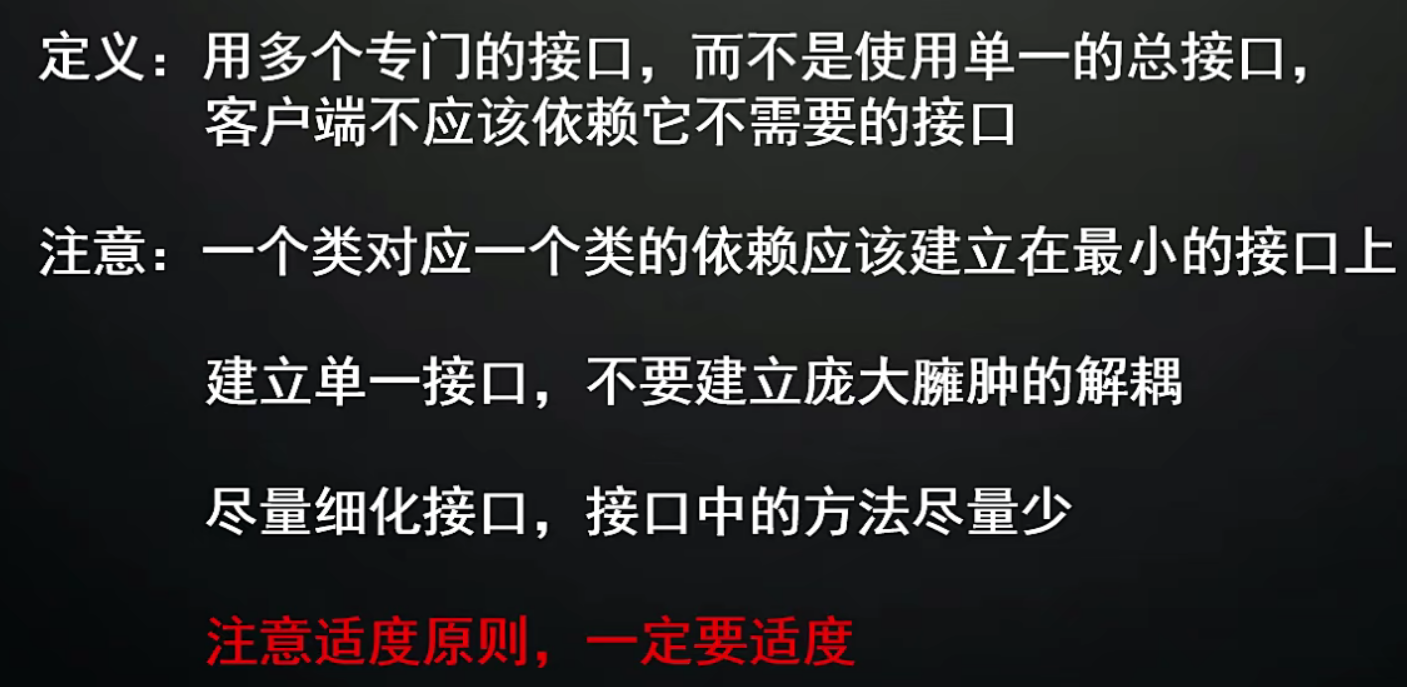 定义：用多个专门的接口，而不是使用单一的总接口，
客户端不应该依赖它不需要的接口
注意：一个类对应一个类的依赖应该建立在最小的接口上
建立单一接口，不要建立庞大臃肿的解耦
尽量细化接口，接口中的方法尽量少
注意适度原则，一定要适度